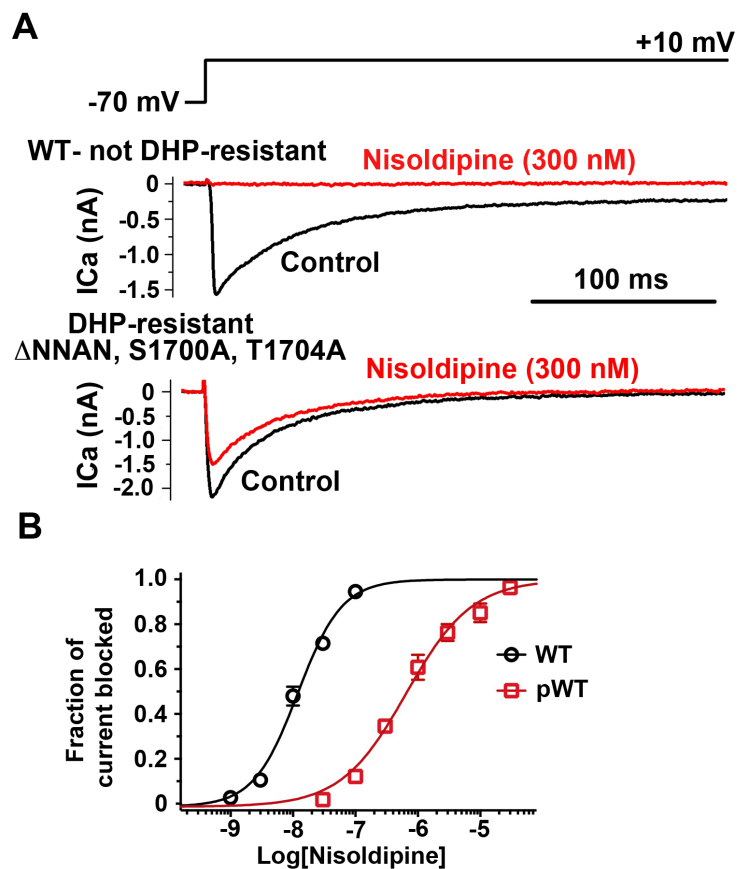 A
+10 mV
-70 mV
WT- not DHP-resistant
Nisoldipine (300 nM)
0
-0.5
-1.0
-1.5
ICa (nA)
Control
100 ms
DHP-resistant
ΔNNAN, S1700A, T1704A
Nisoldipine (300 nM)
0
-0.5
-1.0
-1.5
-2.0
ICa (nA)
Control
B
1.0
0.8
0.6
0.4
0.2
0
Fraction of
current blocked
WT
pWT
-9 -8 -7 -6 -5
Log[Nisoldipine]